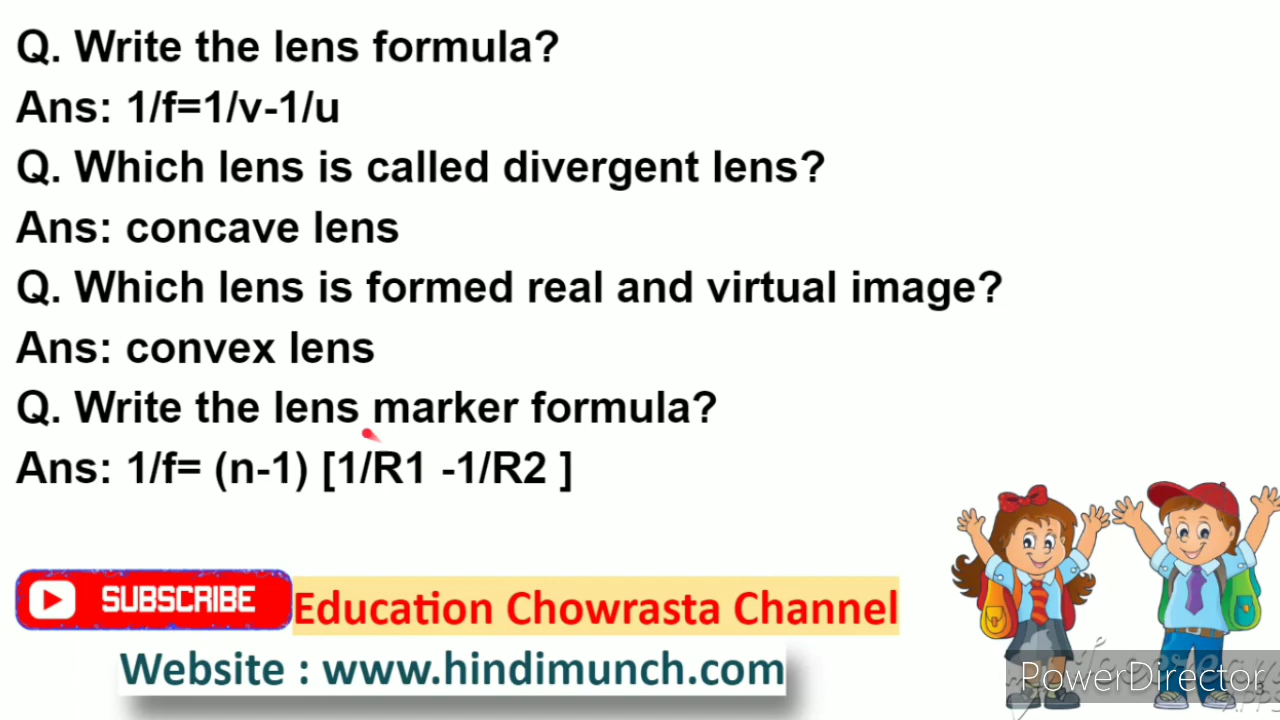 Q. Write the lens formula?
Ans: 1/f=1/v-1/u
Q. Which lens is called divergent lens?
Ans: concave lens
Q. Which lens is formed real and virtual image?
Ans: convex lens
Q. Write the lens marker formula?
Ans: 1/f= (n-1) [1/R1 -1/R2 ]
SUBSCRIBE Education Chowrasta Channel
Website : www.hindimunch.com
PowerDirector